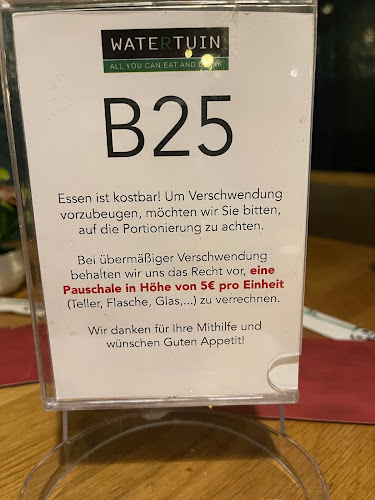 WATERTUIN
ALL YOU CAN EAT AND DRINK
B25
Essen ist kostbar! Um Verschwendung
vorzubeugen, möchten wir Sie bitten,
auf die Portionierung zu achten.
Bei übermäßiger Verschwendung
behalten wir uns das Recht vor, eine
Pauschale in Höhe von 5€ pro Einheit
(Teller, Flasche, Glas,...) zu verrechnen.
Wir danken für Ihre Mithilfe und
wünschen Guten Appetit!